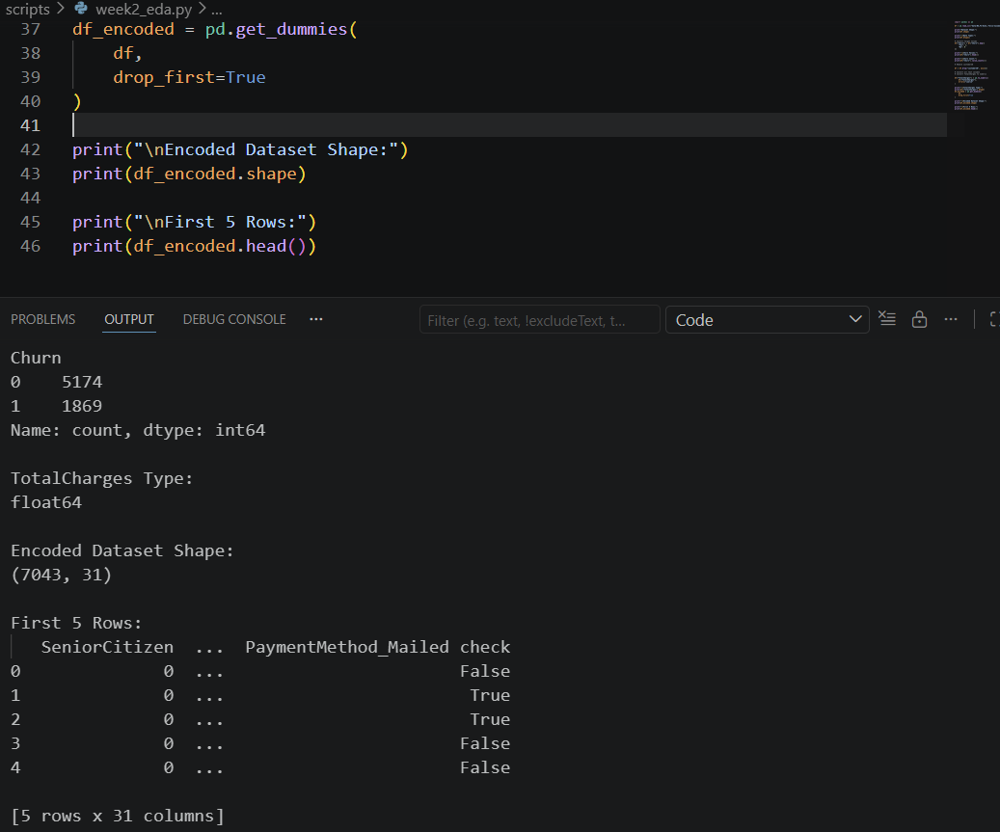 scripts > week2_eda.py > ...
37 df_encoded = pd.get_dummies(
38     df,
39     drop_first=True
40 )
41
42 print("\nEncoded Dataset Shape:")
43 print(df_encoded.shape)
44
45 print("\nFirst 5 Rows:")
46 print(df_encoded.head())
PROBLEMS OUTPUT DEBUG CONSOLE ... Filter (e.g. text, !excludeText, t... Code ...
Churn
0    5174
1    1869
Name: count, dtype: int64
TotalCharges Type:
float64
Encoded Dataset Shape:
(7043, 31)
First 5 Rows:
   SeniorCitizen  ...  PaymentMethod_Mailed check
0              0  ...                       False
1              0  ...                        True
2              0  ...                        True
3              0  ...                       False
4              0  ...                       False
[5 rows x 31 columns]